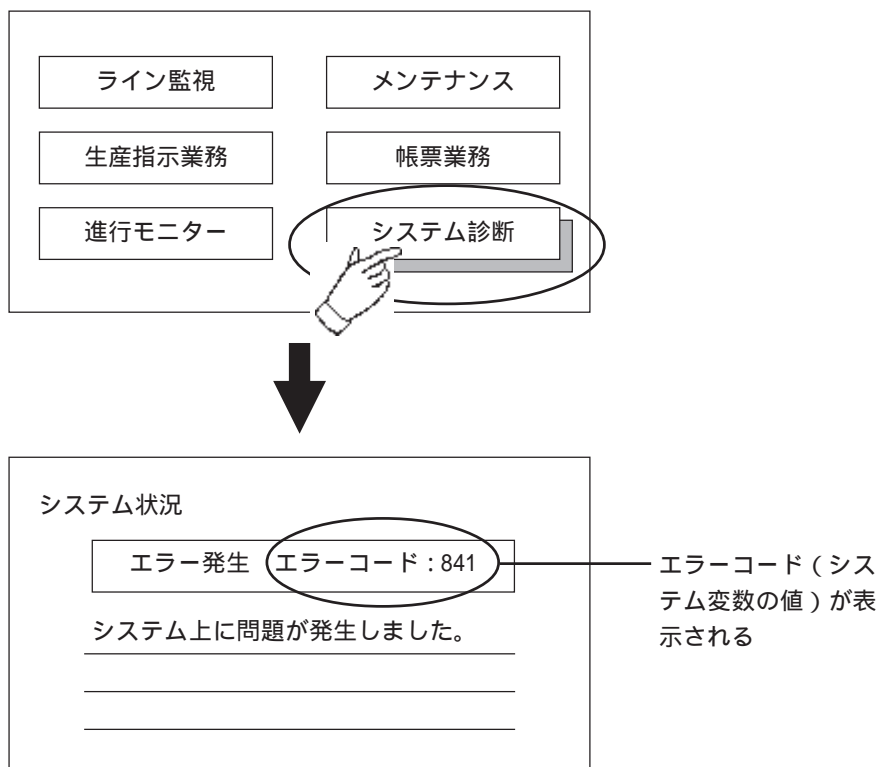 ライン監視 メンテナンス
生産指示業務 帳票業務
進行モニター システム診断
システム状況
エラー発生 エラーコード：841
システム上に問題が発生しました。
エラーコード（シス
テム変数の値）が表
示される